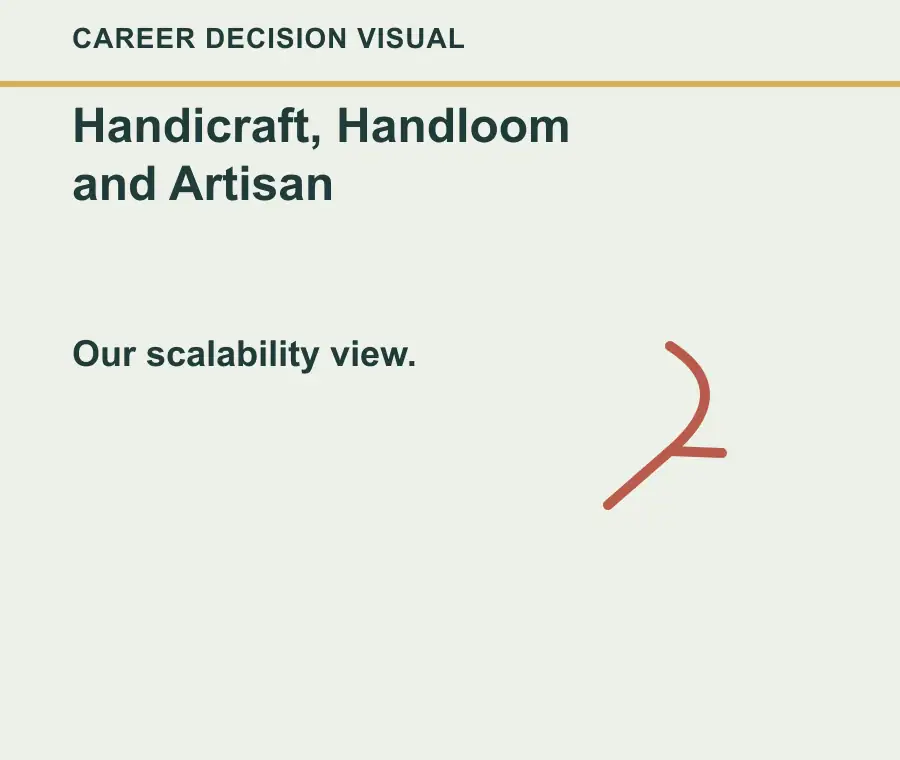 CAREER DECISION VISUAL
Handicraft, Handloom
and Artisan
Our scalability view.